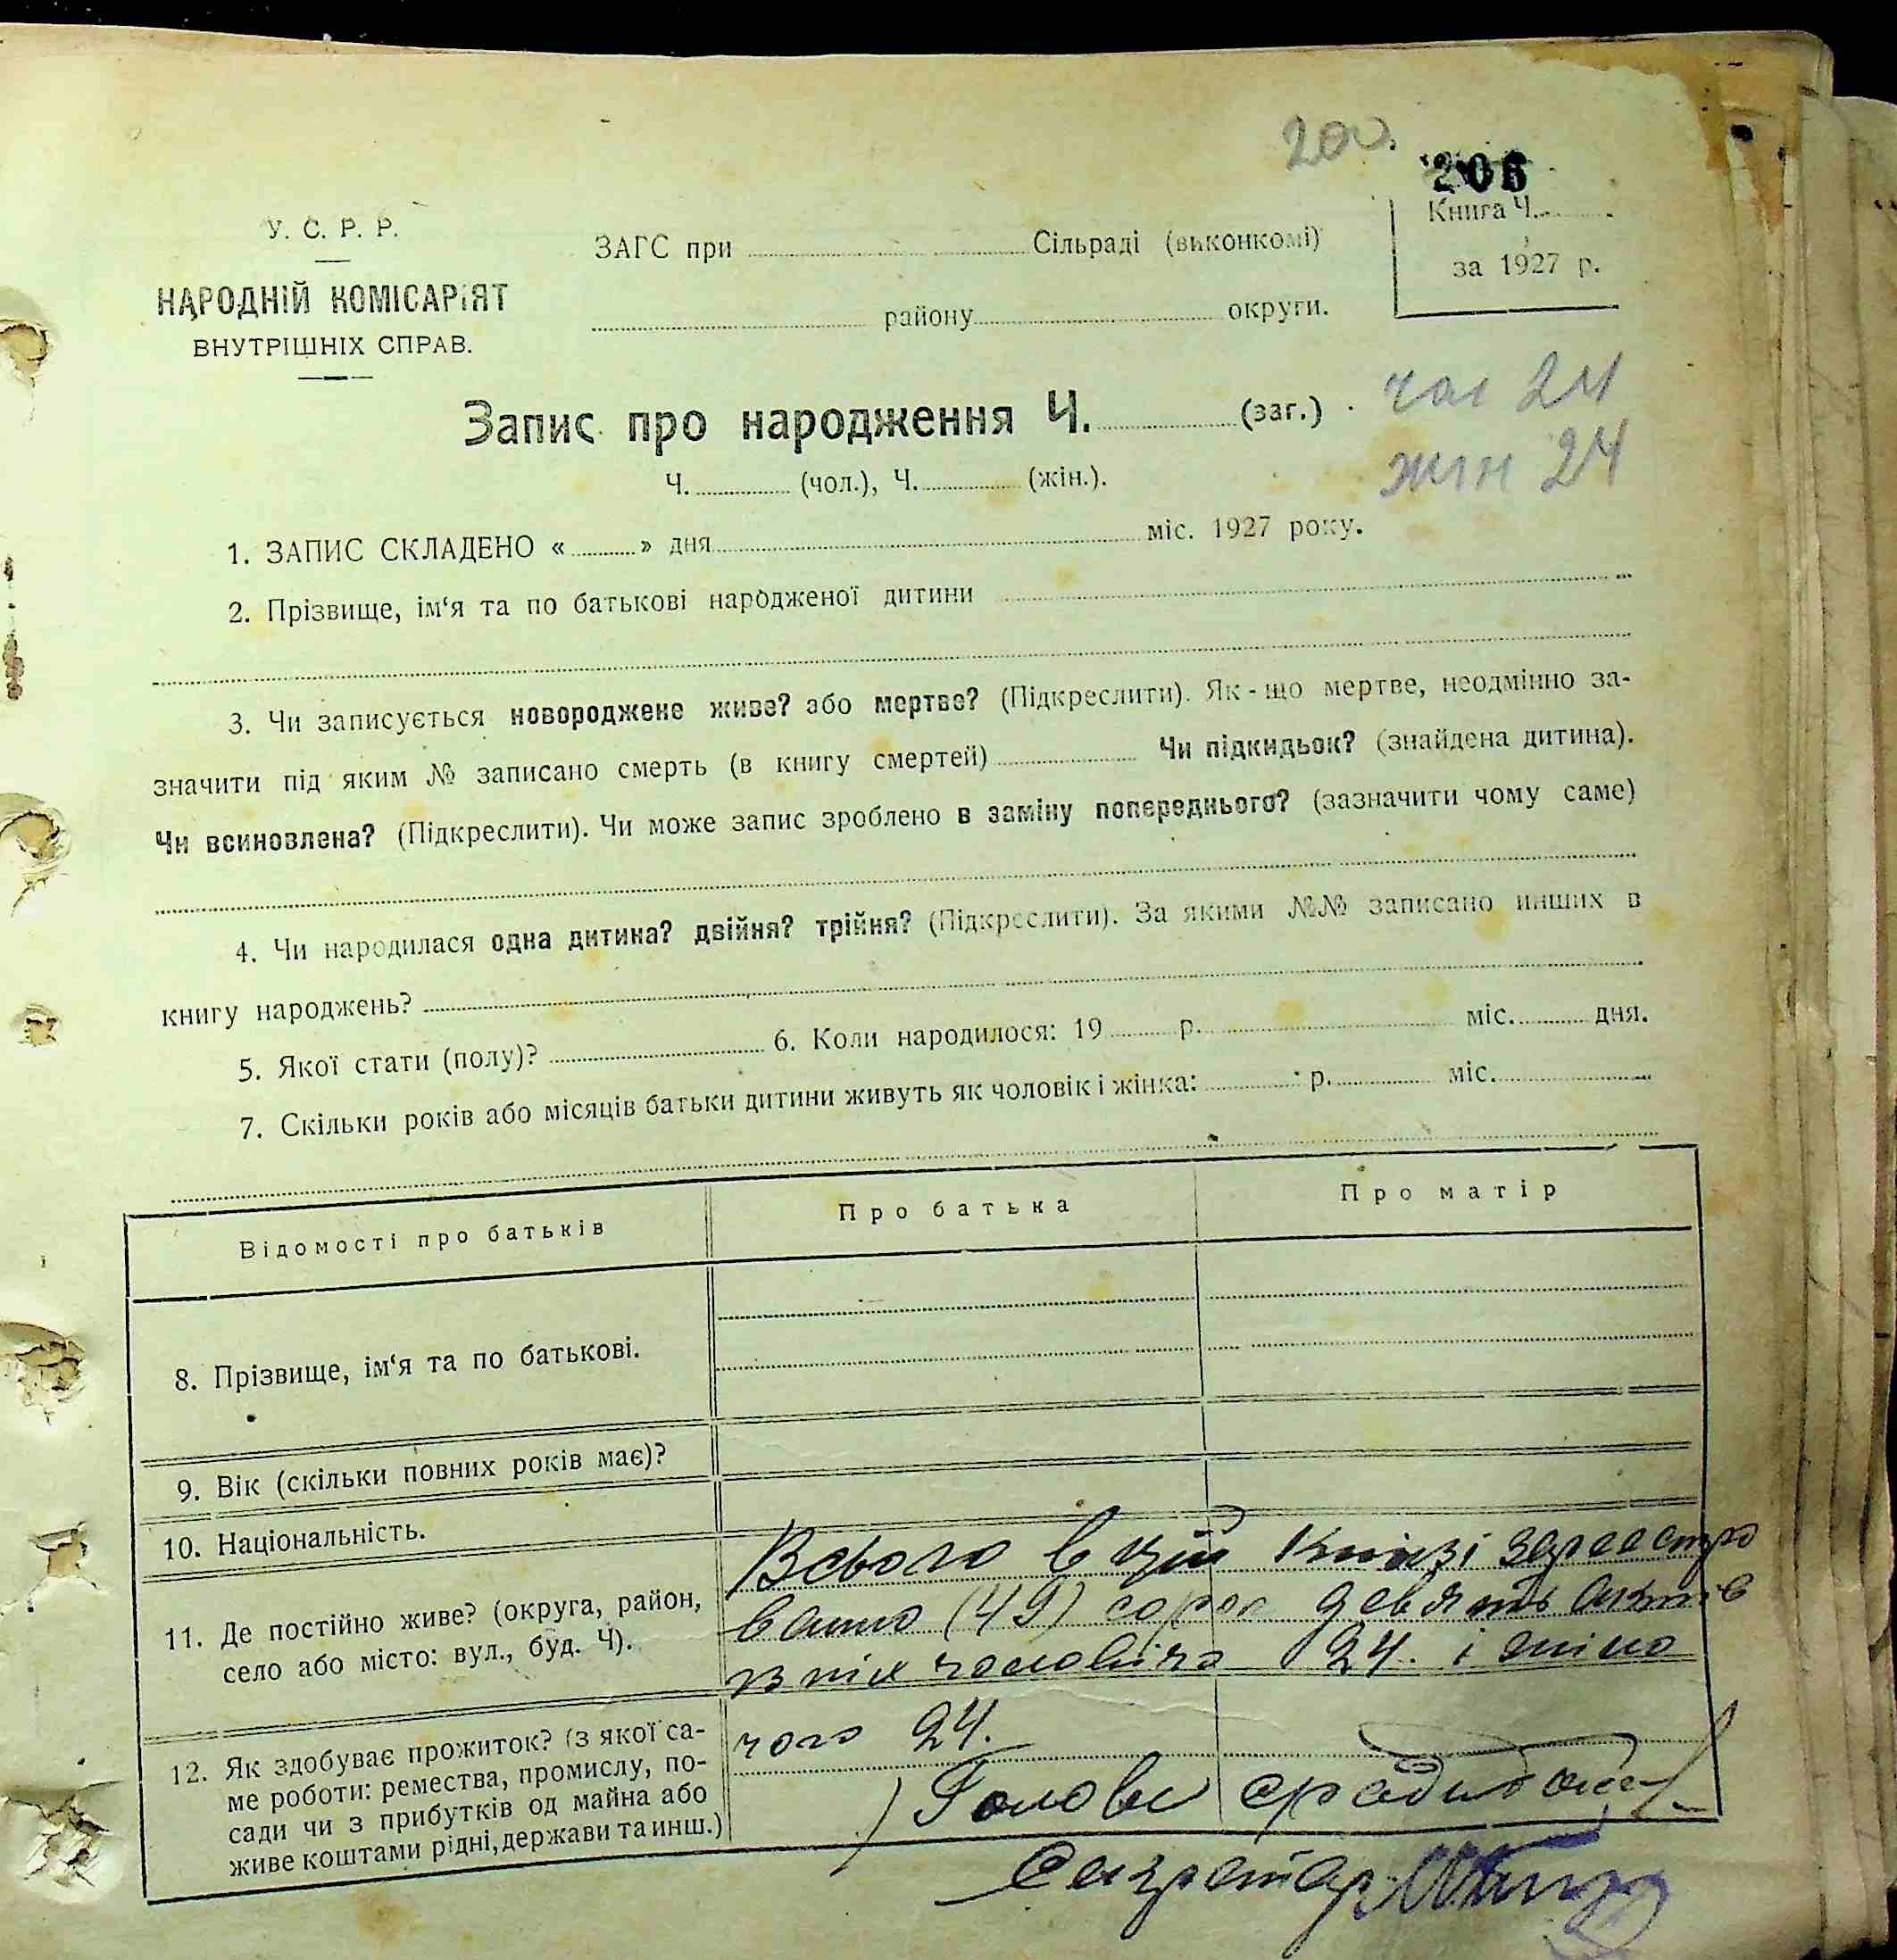 200.
206
У. С. Р. Р.
НАРОДНІЙ КОМІСАРІЯТ
ВНУТРІШНІХ СПРАВ.
ЗАГС при Сільраді (виконкомі)
району округи.
Книга Ч.
за 1927 р.
Запис про народження Ч. (заг.)
Ч. (чол.), Ч. (жін.).
чол 24
жін 24
1. ЗАПИС СКЛАДЕНО « » дня міс. 1927 року.
2. Прізвище, ім‘я та по батькові народженої дитини
3. Чи записується новороджене живе? або мертве? (Підкреслити). Як-що мертве, неодмінно за-
значити під яким № записано смерть (в книгу смертей) Чи підкидьок? (знайдена дитина).
Чи всиновлена? (Підкреслити). Чи може запис зроблено в заміну попереднього? (зазначити чому саме)
4. Чи народилася одна дитина? двійня? трійня? (Підкреслити). За якими №№ записано инших в
книгу народжень?
5. Якої стати (полу)? 6. Коли народилося: 19 р. міс. дня.
7. Скільки років або місяців батьки дитини живуть як чоловік і жінка: р. міс.
Відомості про батьків Про батька Про матір
8. Прізвище, ім‘я та по батькові.
9. Вік (скільки повних років має)?
10. Національність.
11. Де постійно живе? (округа, район,
село або місто: вул., буд. Ч).
12. Як здобуває прожиток? (з якої са-
ме роботи: ремества, промислу, по-
сади чи з прибутків од майна або
живе коштами рідні, держави та инш.)
Всього в цій книзі зареестро
вано (49) сорок девять актів
з них чоловіча 24. і жіно
чого 24.
Голова сради
Секретар